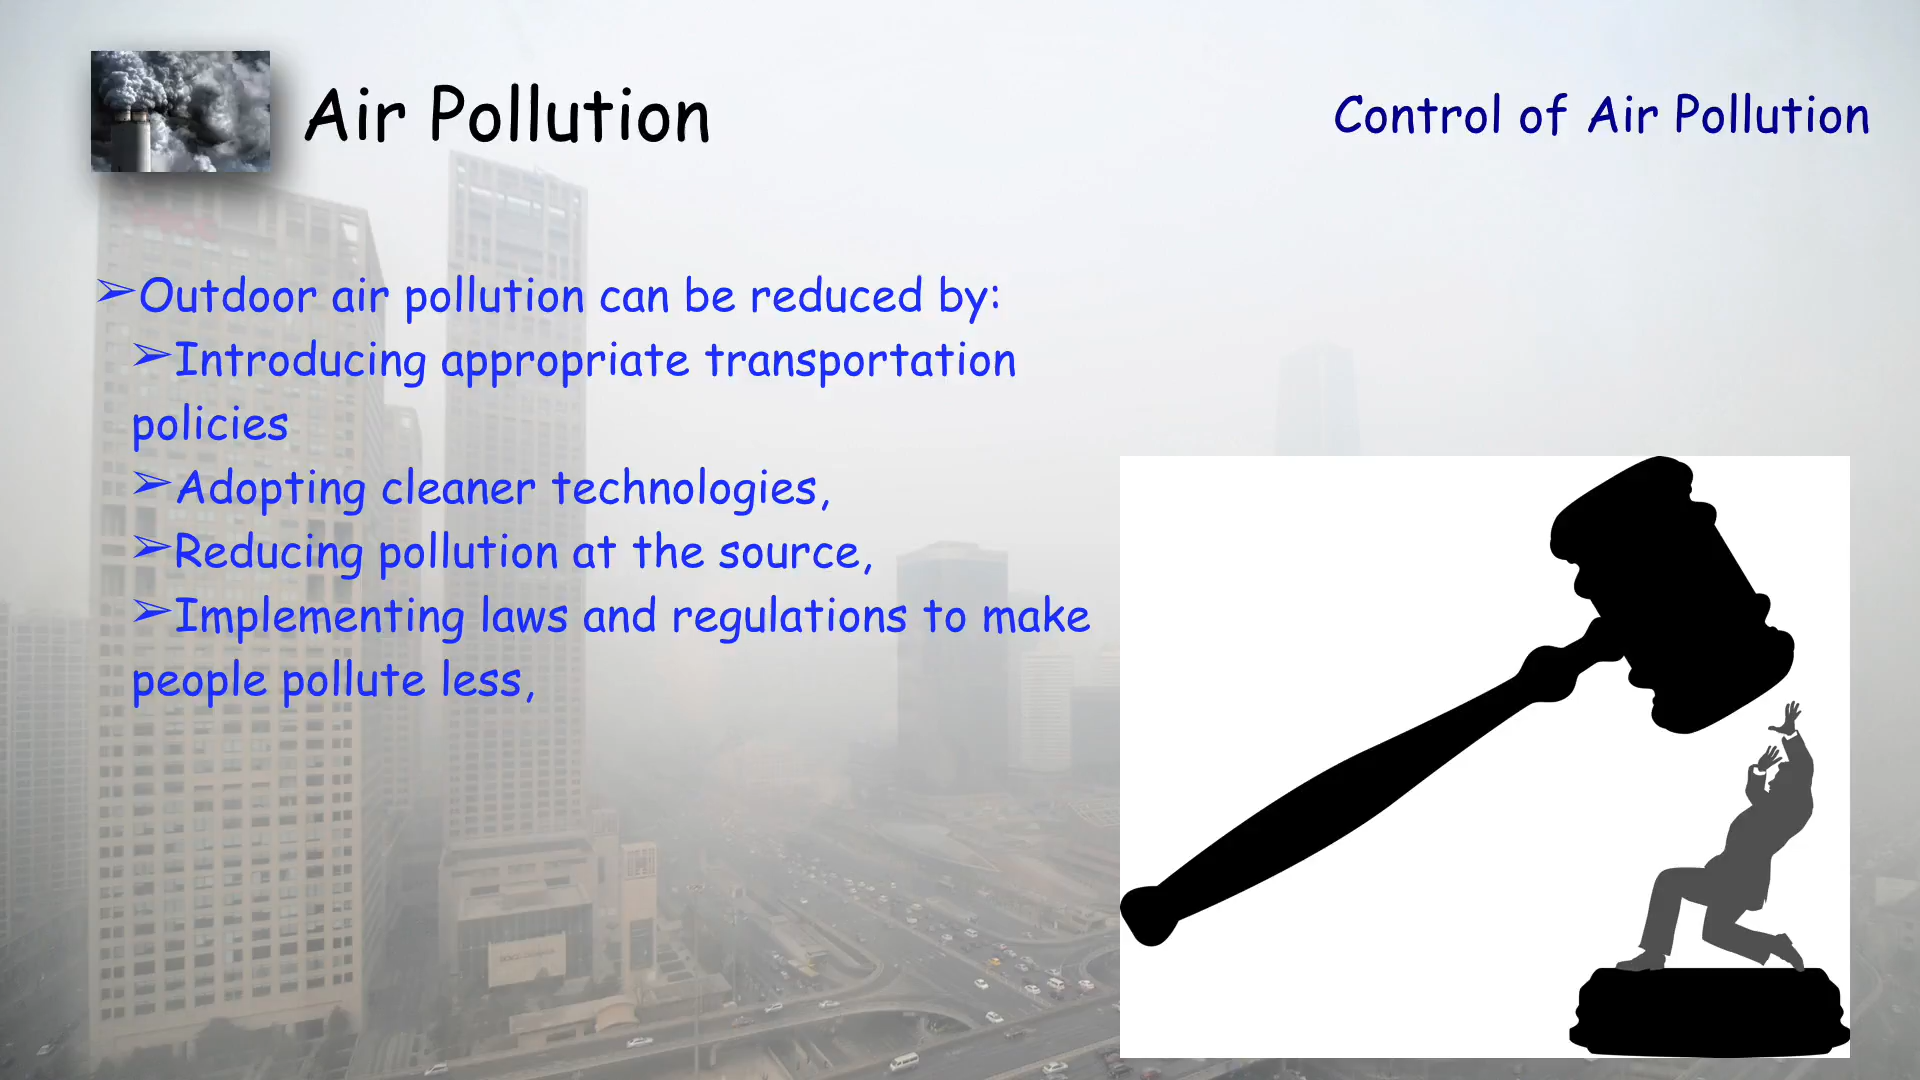 Air Pollution
Control of Air Pollution
➢Outdoor air pollution can be reduced by:
➢Introducing appropriate transportation
policies
➢Adopting cleaner technologies,
➢Reducing pollution at the source,
➢Implementing laws and regulations to make
people pollute less,